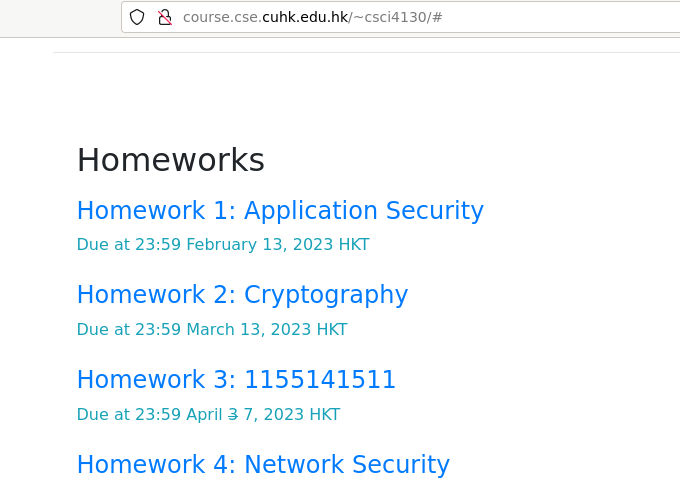 course.cse.cuhk.edu.hk/~csci4130/#
Homeworks
Homework 1: Application Security
Due at 23:59 February 13, 2023 HKT
Homework 2: Cryptography
Due at 23:59 March 13, 2023 HKT
Homework 3: 1155141511
Due at 23:59 April 3 7, 2023 HKT
Homework 4: Network Security